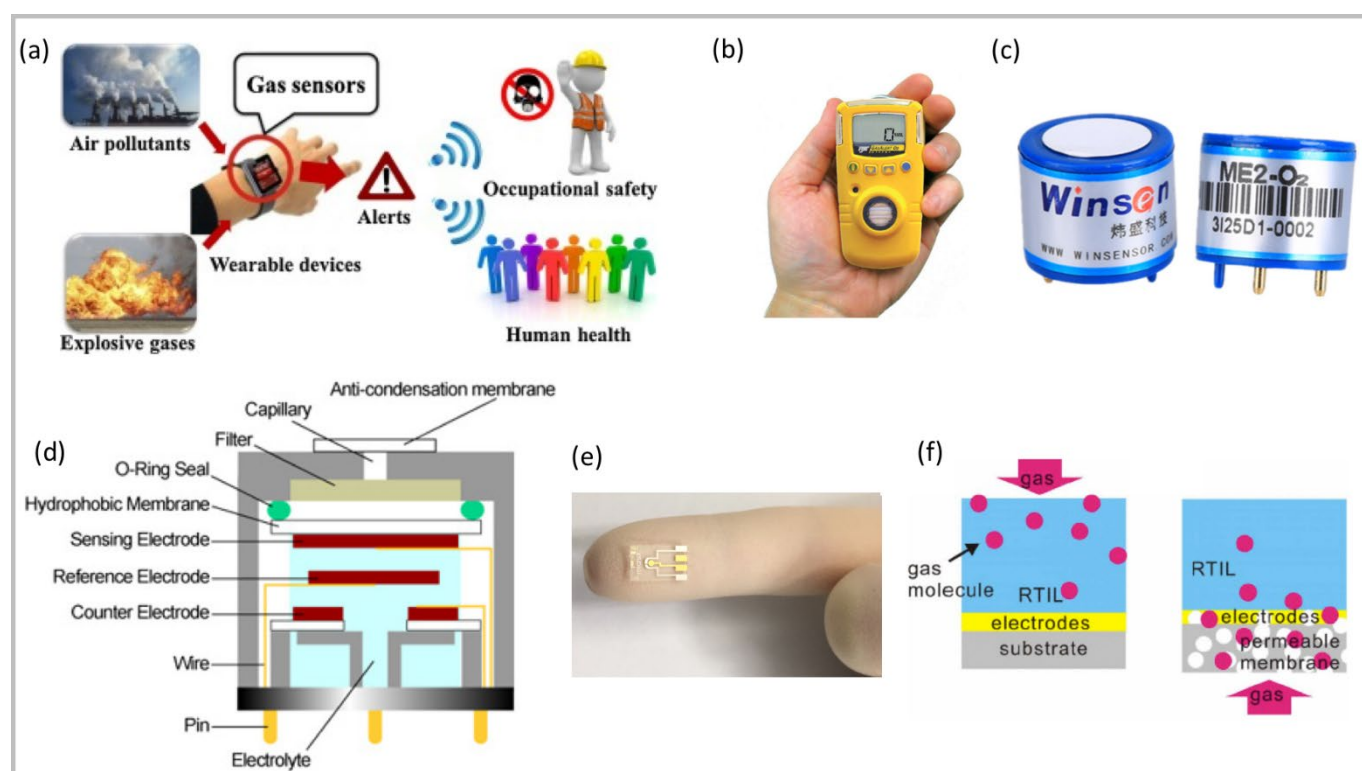 (a)
Air pollutants
Gas sensors
Wearable devices
Explosive gases
Alerts
Occupational safety
Human health
(b)
0
(c)
Winsen
炜盛科技
WWW WINSENSOR.COM
ME2-O2
3I25D1-0002
(d)
Anti-condensation membrane
Capillary
Filter
O-Ring Seal
Hydrophobic Membrane
Sensing Electrode
Reference Electrode
Counter Electrode
Wire
Pin
Electrolyte
(e)
(f)
gas
gas
molecule
RTIL
electrodes
substrate
RTIL
electrodes
permeable
membrane
gas